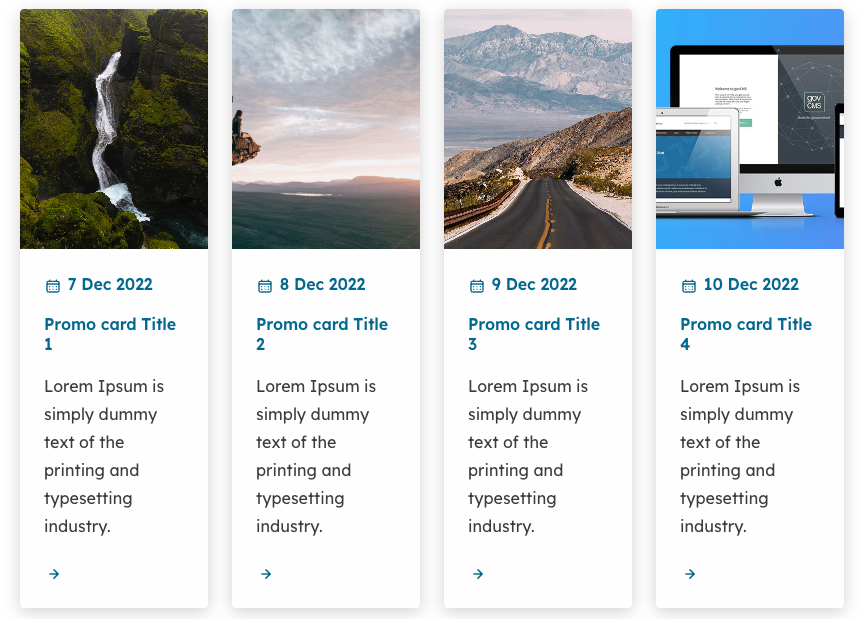 Welcome to govCMS
gov
CMS
7 Dec 2022
8 Dec 2022
9 Dec 2022
10 Dec 2022
Promo card Title
1
Promo card Title
2
Promo card Title
3
Promo card Title
4
Lorem Ipsum is
simply dummy
text of the
printing and
typesetting
industry.
Lorem Ipsum is
simply dummy
text of the
printing and
typesetting
industry.
Lorem Ipsum is
simply dummy
text of the
printing and
typesetting
industry.
Lorem Ipsum is
simply dummy
text of the
printing and
typesetting
industry.